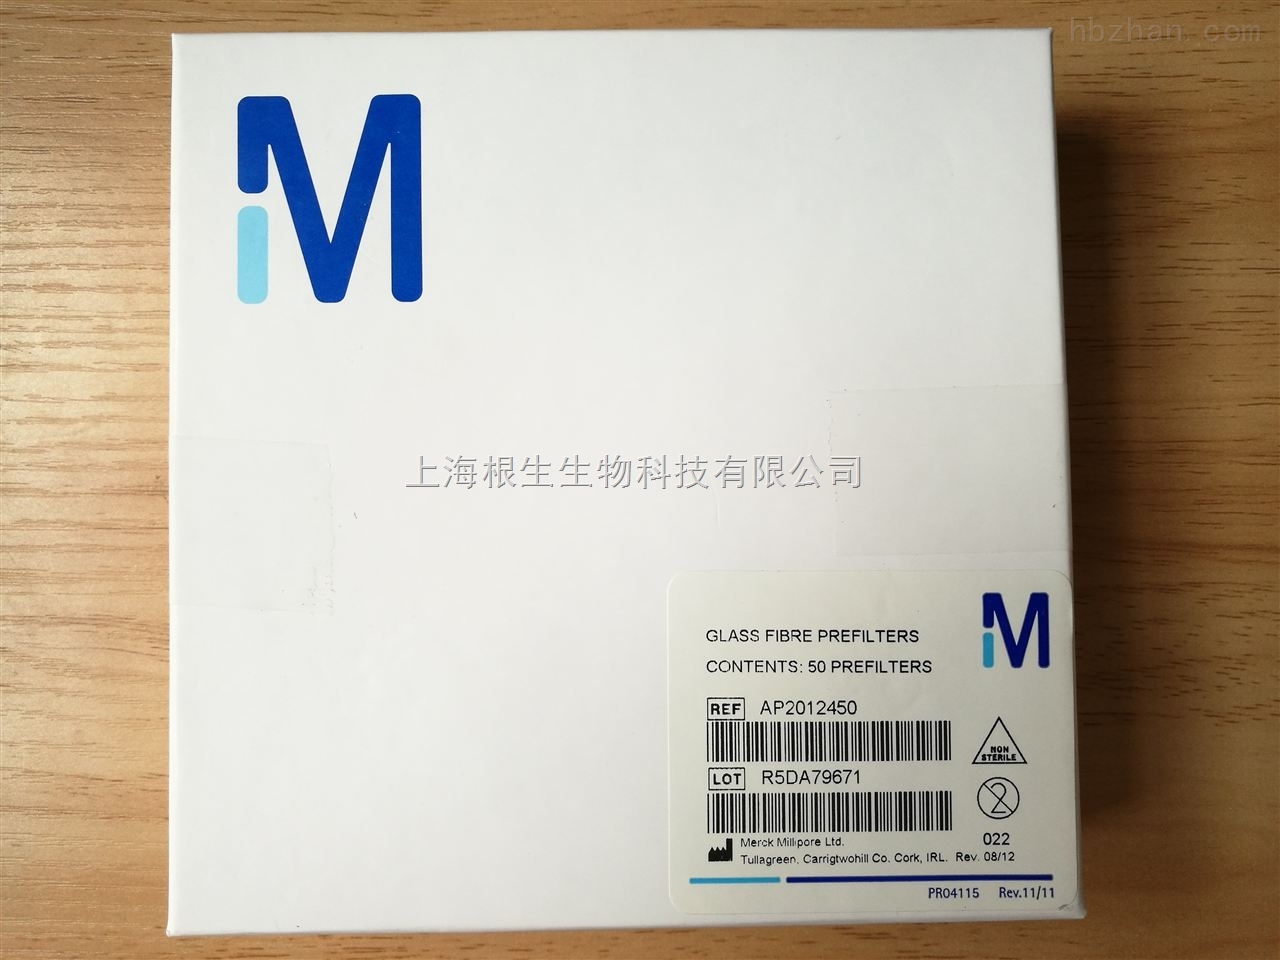 hbzhan.com
M
上海根生生物科技有限公司
M
GLASS FIBRE PREFILTERS
CONTENTS: 50 PREFILTERS
REF AP2012450
NON
STERILE
LOT R5DA79671
2
022
Merck Millipore Ltd.
Tullagreen, Carrigtwohill Co. Cork, IRL. Rev. 08/12
PR04115 Rev.11/11